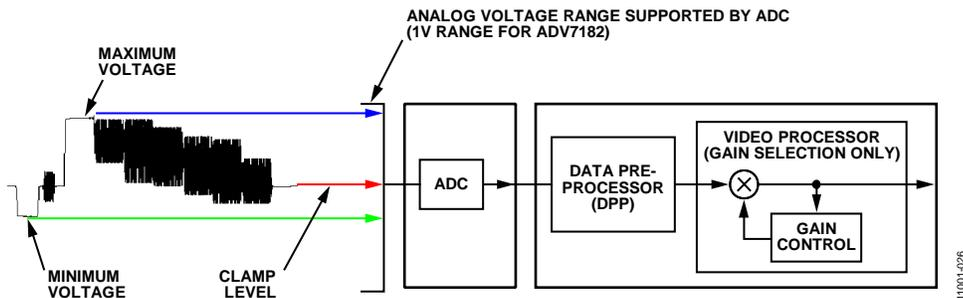 ANALOG VOLTAGE RANGE SUPPORTED BY ADC
(1V RANGE FOR ADV7182)
MAXIMUM
VOLTAGE
VIDEO PROCESSOR
(GAIN SELECTION ONLY)
ADC
DATA PRE-
PROCESSOR
(DPP)
GAIN
CONTROL
MINIMUM
VOLTAGE
CLAMP
LEVEL